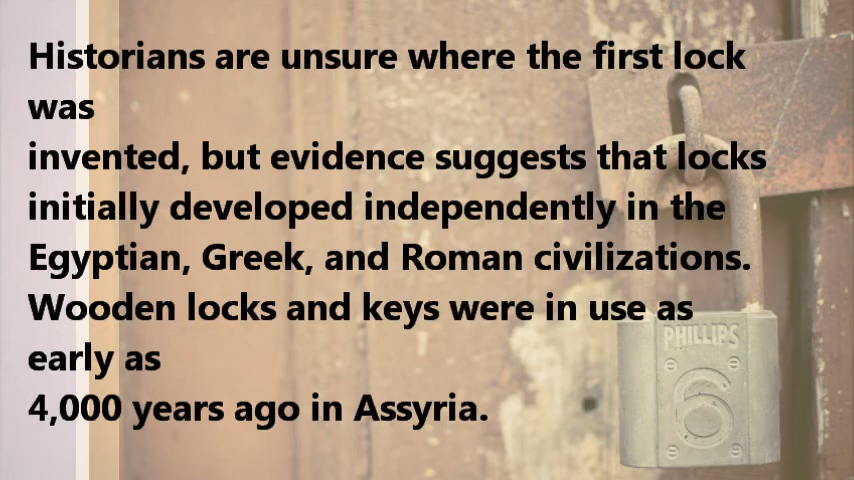 Historians are unsure where the first lock
was
invented, but evidence suggests that locks
initially developed independently in the
Egyptian, Greek, and Roman civilizations.
Wooden locks and keys were in use as
early as
4,000 years ago in Assyria.
PHILLIPS
6